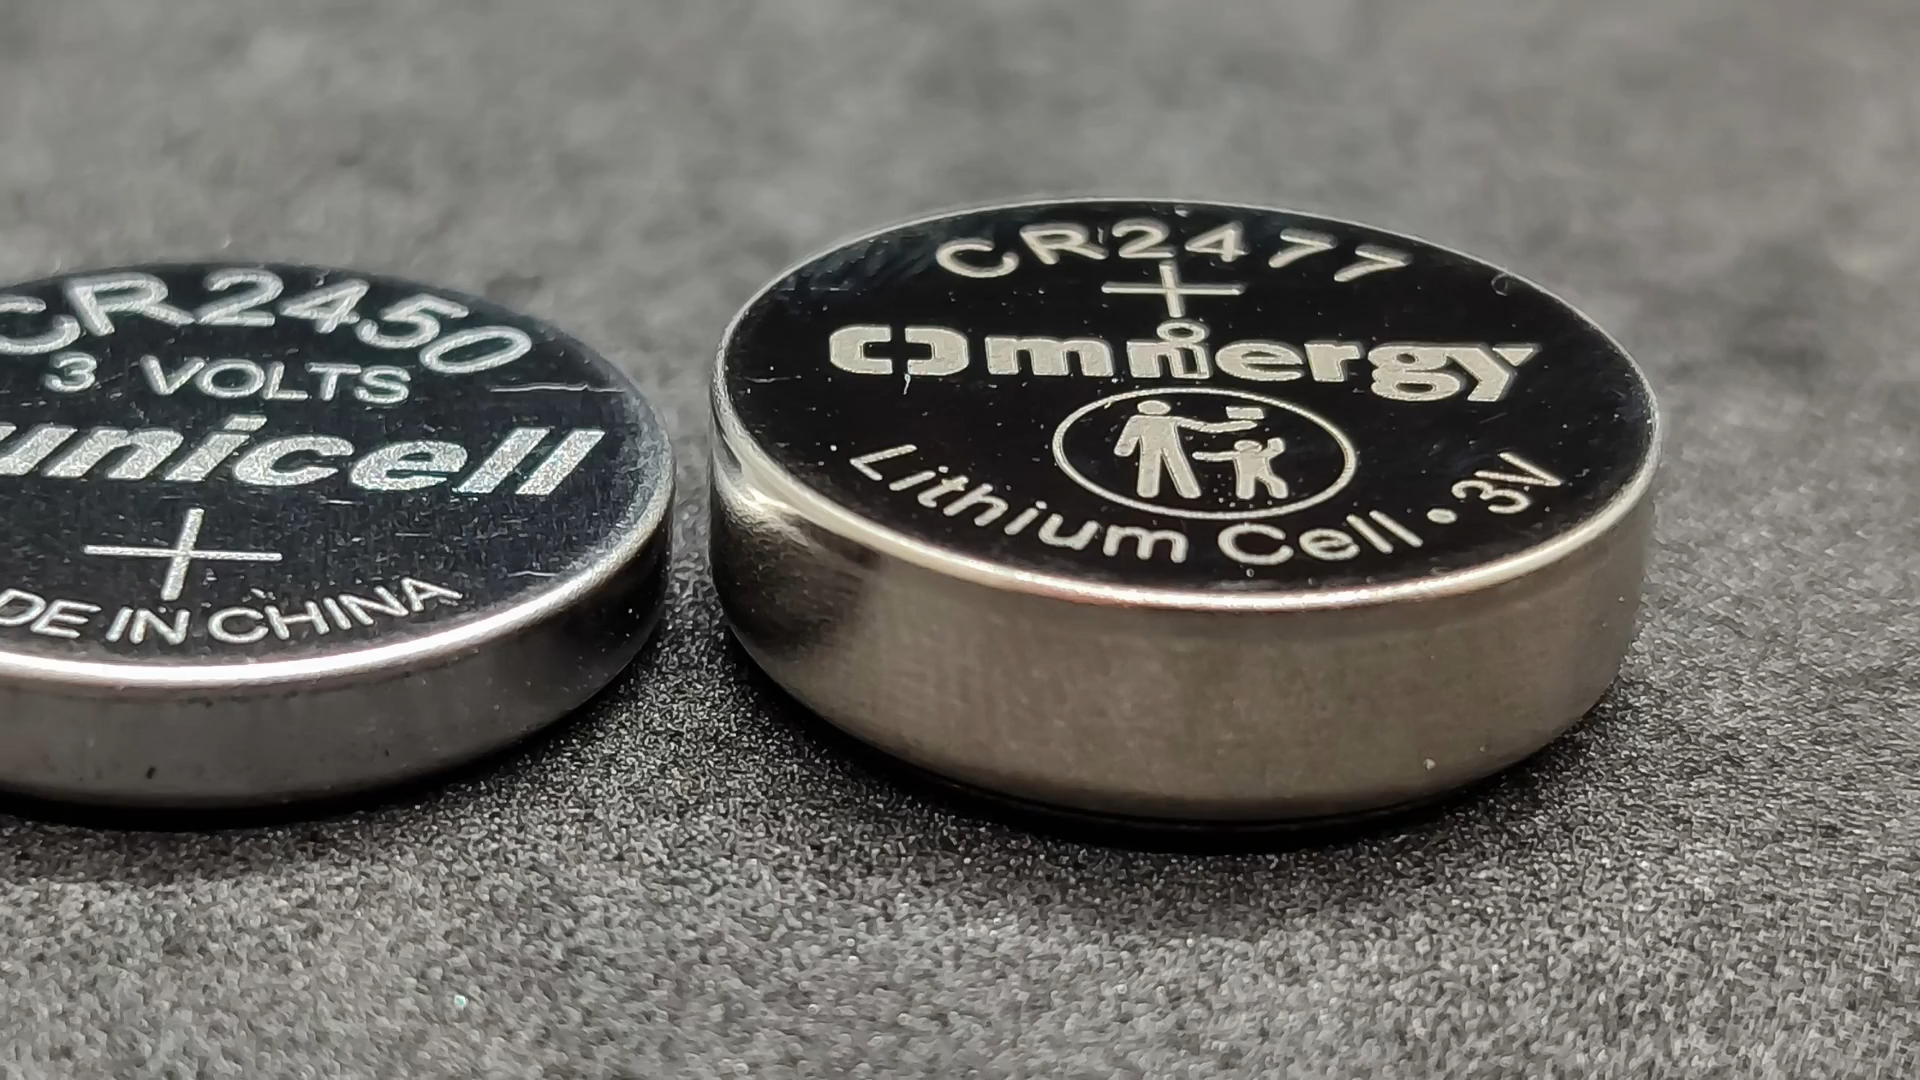 CR2450
3 VOLTS
unicell
+
DE IN CHINA
CR2477
+
omnergy
Lithium Cell • 3V